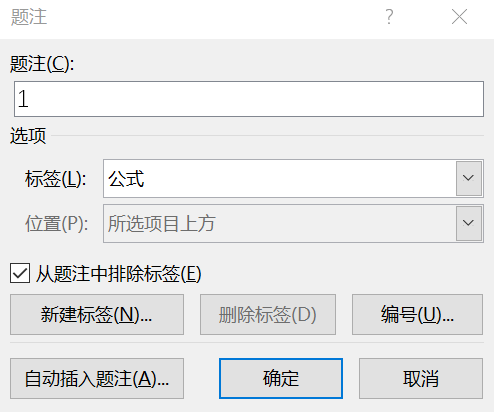 题注
?
题注(C):
1
选项
标签(L): 公式
位置(P): 所选项目上方
从题注中排除标签(E)
新建标签(N)... 删除标签(D) 编号(U)...
自动插入题注(A)... 确定 取消